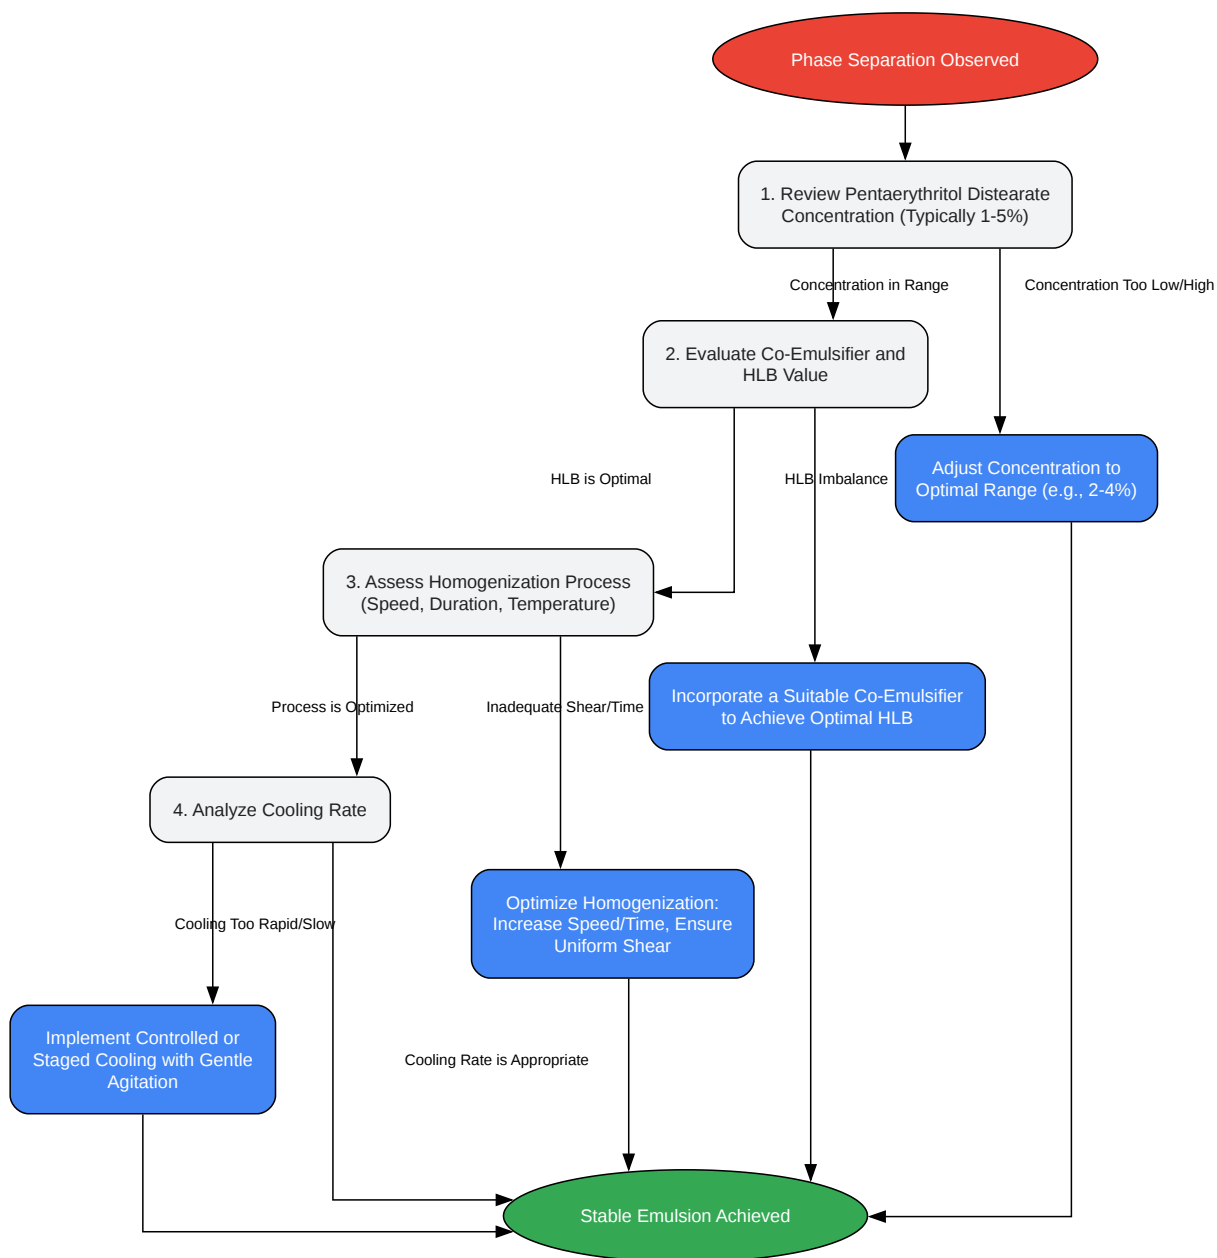 Phase Separation Observed
1. Review Pentaerythritol Distearate
Concentration (Typically 1-5%)
Concentration in Range
Concentration Too Low/High
2. Evaluate Co-Emulsifier and
HLB Value
HLB is Optimal
HLB Imbalance
Adjust Concentration to
Optimal Range (e.g., 2-4%)
3. Assess Homogenization Process
(Speed, Duration, Temperature)
Process is Optimized
Inadequate Shear/Time
Incorporate a Suitable Co-Emulsifier
to Achieve Optimal HLB
4. Analyze Cooling Rate
Cooling Too Rapid/Slow
Optimize Homogenization:
Increase Speed/Time, Ensure
Uniform Shear
Implement Controlled or
Staged Cooling with Gentle
Agitation
Cooling Rate is Appropriate
Stable Emulsion Achieved